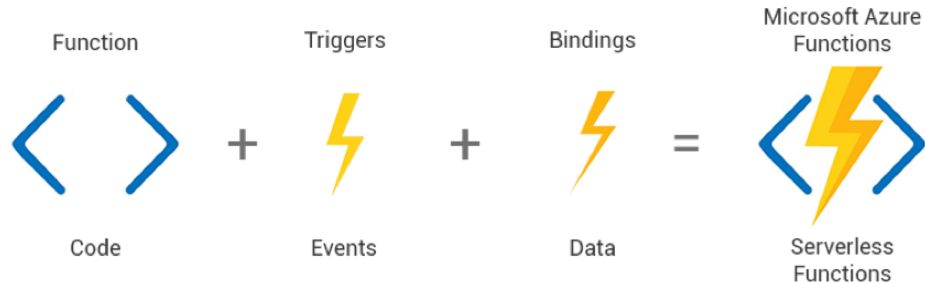 Function
Triggers
Bindings
Microsoft Azure
Functions
+
+
=
Code
Events
Data
Serverless
Functions